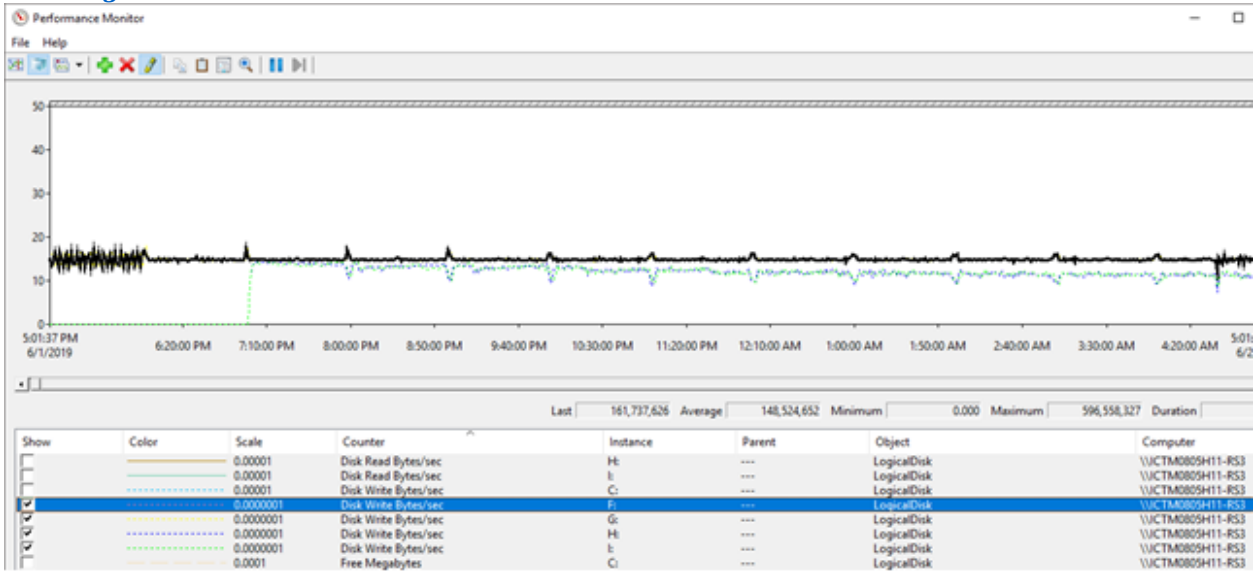 Performance Monitor
File Help
50
40
30
20
10
0
5:01:37 PM 6:20:00 PM 7:10:00 PM 8:00:00 PM 8:50:00 PM 9:40:00 PM 10:30:00 PM 11:20:00 PM 12:10:00 AM 1:00:00 AM 1:50:00 AM 2:40:00 AM 3:30:00 AM 4:20:00 AM 5:01:
6/1/2019 6/2
Last 161,737,626 Average 148,524,652 Minimum 0.000 Maximum 596,558,327 Duration
Show Color Scale Counter Instance Parent Object Computer
0.00001 Disk Read Bytes/sec H: --- LogicalDisk \\JCTM0805H11-RS3
0.00001 Disk Read Bytes/sec I: --- LogicalDisk \\JCTM0805H11-RS3
0.00001 Disk Write Bytes/sec C: --- LogicalDisk \\JCTM0805H11-RS3
0.0000001 Disk Write Bytes/sec F: --- LogicalDisk \\JCTM0805H11-RS3
0.0000001 Disk Write Bytes/sec G: --- LogicalDisk \\JCTM0805H11-RS3
0.0000001 Disk Write Bytes/sec H: --- LogicalDisk \\JCTM0805H11-RS3
0.0000001 Disk Write Bytes/sec I: --- LogicalDisk \\JCTM0805H11-RS3
0.0001 Free Megabytes C: --- LogicalDisk \\JCTM0805H11-RS3